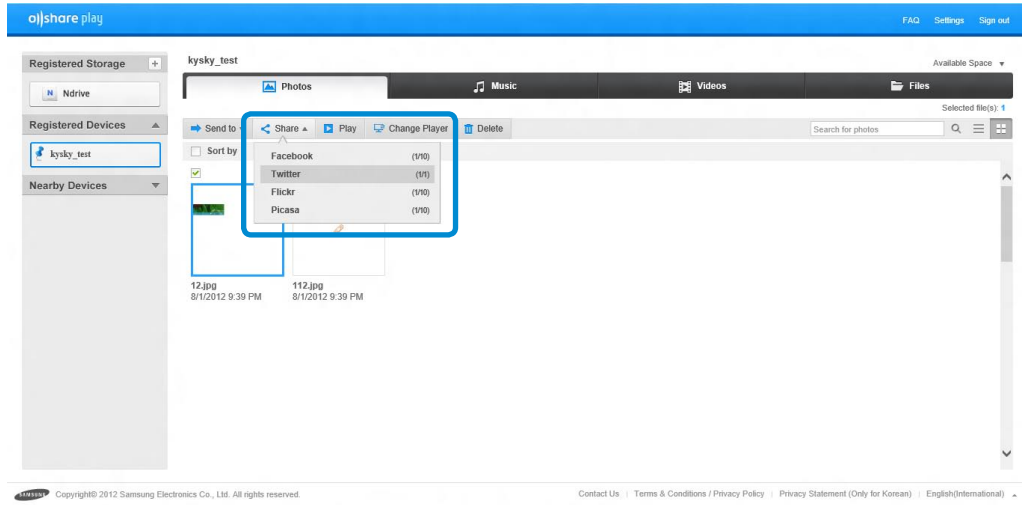 allshare play
FAQ Settings Sign out
Registered Storage +
N Ndrive
Registered Devices
kysky_test
Nearby Devices
kysky_test
Available Space
Photos
Music
Videos
Files
Selected file(s): 1
Send to
Share
Play
Change Player
Delete
Search for photos
Sort by
Facebook (1/10)
Twitter (1/1)
Flickr (1/10)
Picasa (1/10)
12.jpg
8/1/2012 9:39 PM
112.jpg
8/1/2012 9:39 PM
SAMSUNG Copyright© 2012 Samsung Electronics Co., Ltd. All rights reserved.
Contact Us | Terms & Conditions / Privacy Policy | Privacy Statement (Only for Korean) | English(International)